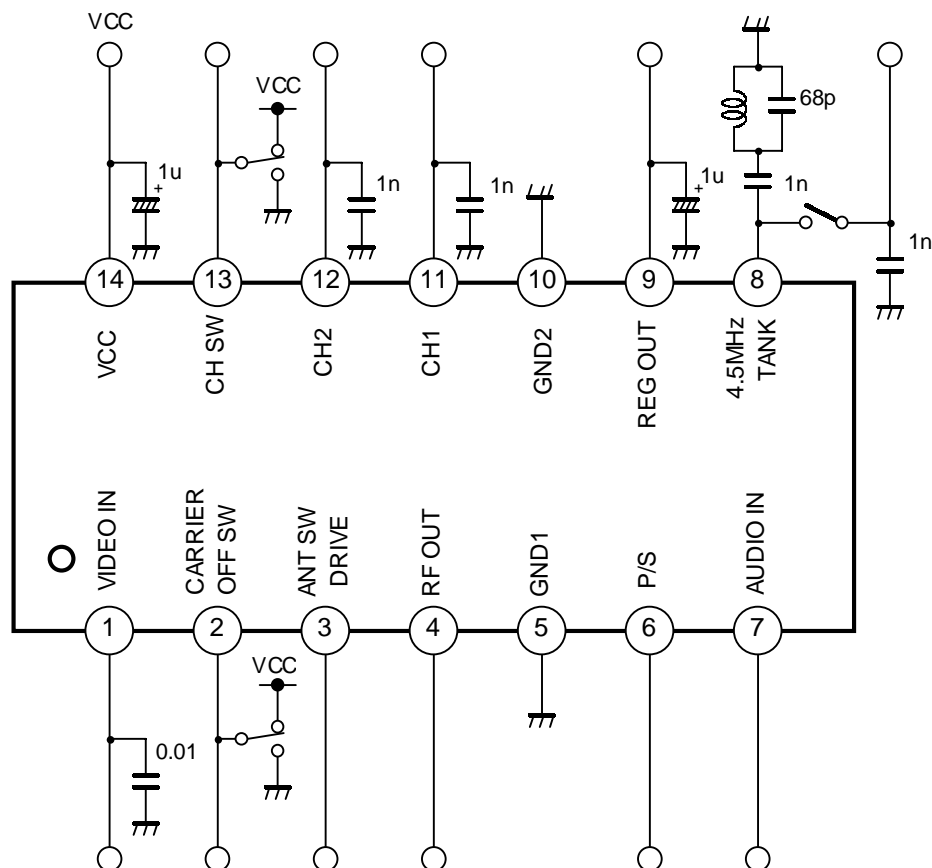 VCC
VCC
68p
1u
+
1n
1n
1u
+
1n
1n
14
13
12
11
10
9
8
VCC
CH SW
CH2
CH1
GND2
REG OUT
4.5MHz
TANK
VIDEO IN
CARRIER
OFF SW
ANT SW
DRIVE
RF OUT
GND1
P/S
AUDIO IN
1
2
3
4
5
6
7
VCC
0.01